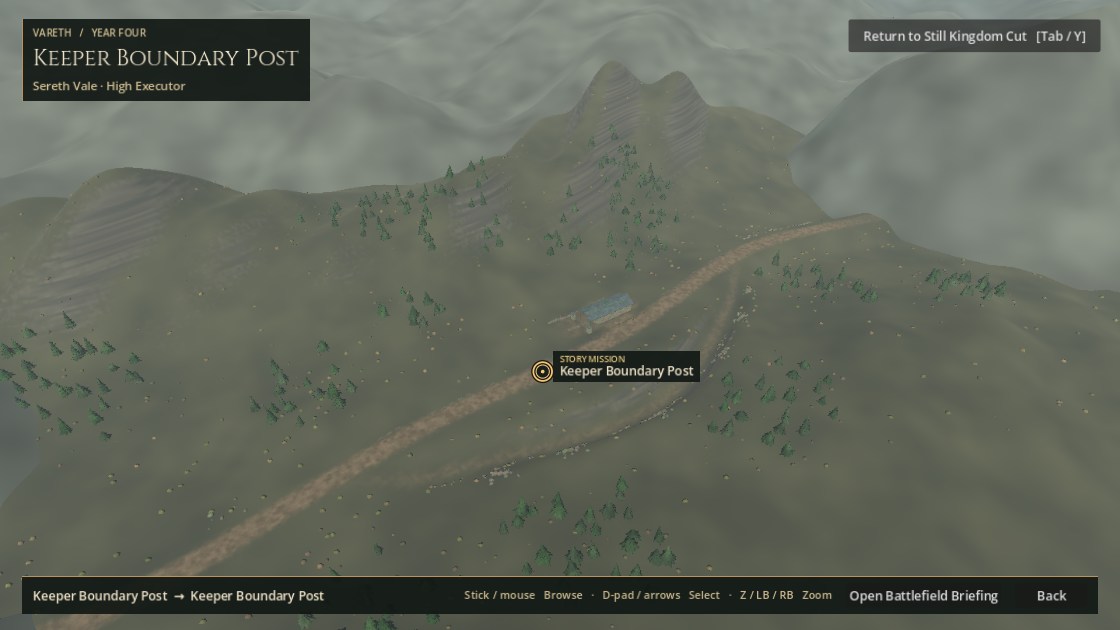 VARETH / YEAR FOUR
KEEPER BOUNDARY POST
Sereth Vale · High Executor
Return to Still Kingdom Cut [Tab / Y]
STORY MISSION
Keeper Boundary Post
Keeper Boundary Post → Keeper Boundary Post
Stick / mouse Browse · D-pad / arrows Select · Z / LB / RB Zoom
Open Battlefield Briefing
Back